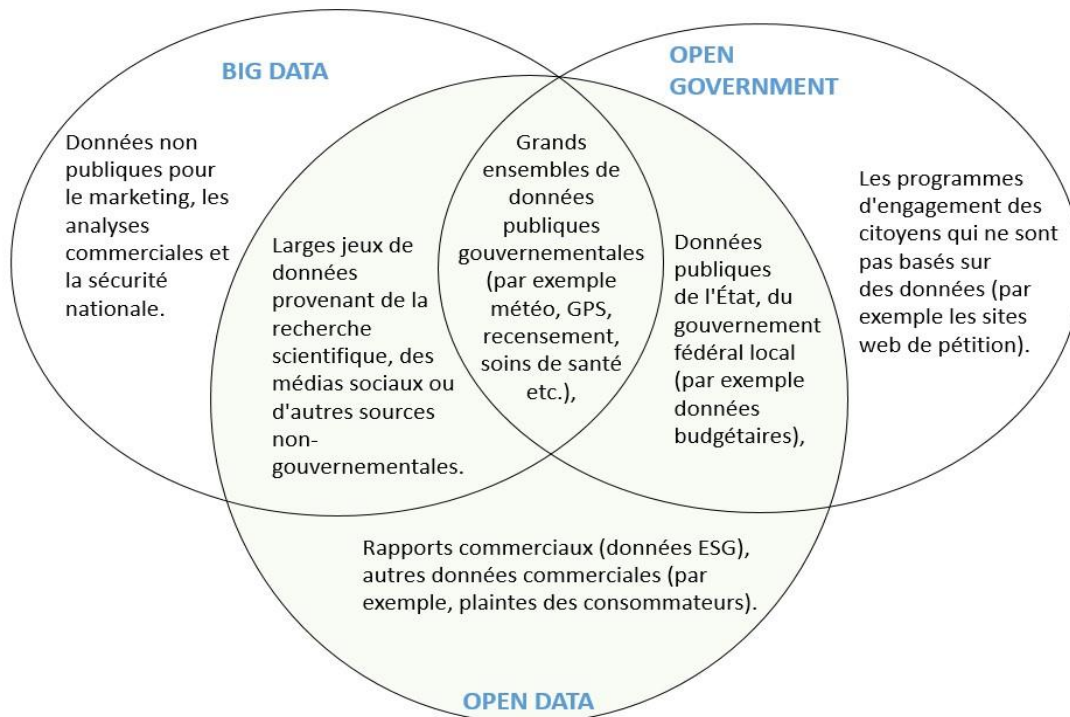 BIG DATA
OPEN
GOVERNMENT
Données non
publiques pour
le marketing, les
analyses
commerciales et
la sécurité
nationale.
Larges jeux de
données
provenant de la
recherche
scientifique, des
médias sociaux ou
d'autres sources
non-
gouvernementales.
Grands
ensembles de
données
publiques
gouvernementales
(par exemple
météo, GPS,
recensement,
soins de santé
etc.),
Données
publiques
de l'État, du
gouvernement
fédéral local
(par exemple
données
budgétaires),
Les programmes
d'engagement des
citoyens qui ne sont
pas basés sur
des données (par
exemple les sites
web de pétition).
Rapports commerciaux (données ESG),
autres données commerciales (par
exemple, plaintes des consommateurs).
OPEN DATA